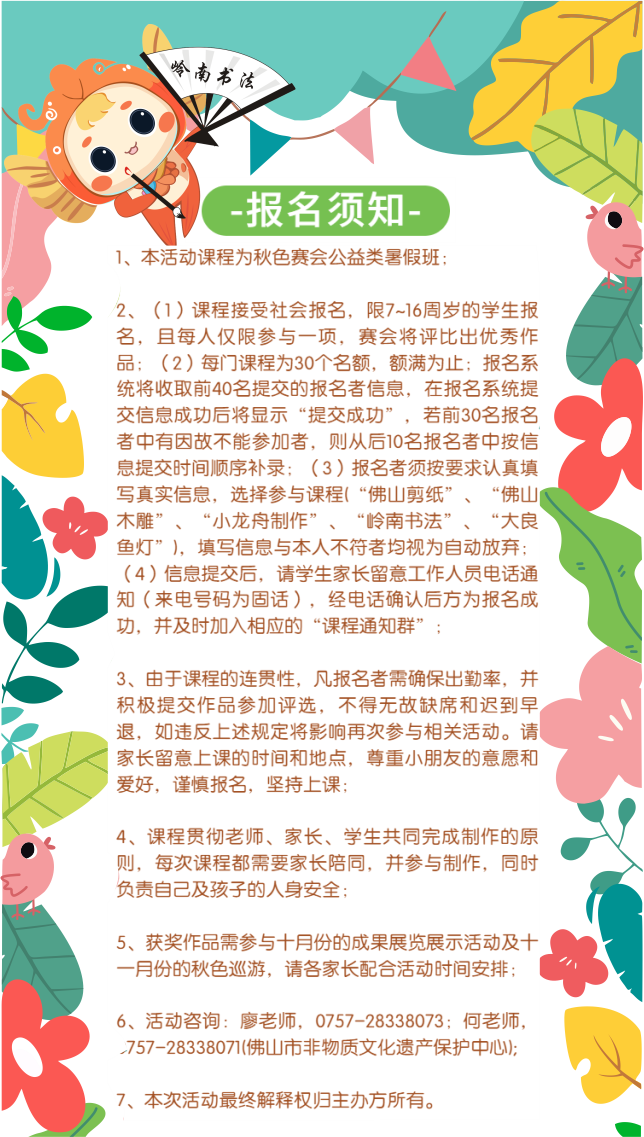 岭南书法
-报名须知-
1、本活动课程为秋色赛会公益类暑假班；
2、（1）课程接受社会报名，限7~16周岁的学生报
名，且每人仅限参与一项，赛会将评比出优秀作
品；（2）每门课程为30个名额，额满为止；报名系
统将收取前40名提交的报名者信息，在报名系统提
交信息成功后将显示“提交成功”，若前30名报名
者中有因故不能参加者，则从后10名报名者中按信
息提交时间顺序补录；（3）报名者须按要求认真填
写真实信息，选择参与课程(“佛山剪纸”、“佛山
木雕”、“小龙舟制作”、“岭南书法”、“大良
鱼灯”)，填写信息与本人不符者均视为自动放弃；
（4）信息提交后，请学生家长留意工作人员电话通
知（来电号码为固话），经电话确认后方为报名成
功，并及时加入相应的“课程通知群”；
3、由于课程的连贯性，凡报名者需确保出勤率，并
积极提交作品参加评选，不得无故缺席和迟到早
退，如违反上述规定将影响再次参与相关活动。请
家长留意上课的时间和地点，尊重小朋友的意愿和
爱好，谨慎报名，坚持上课；
4、课程贯彻老师、家长、学生共同完成制作的原
则，每次课程都需要家长陪同，并参与制作，同时
负责自己及孩子的人身安全；
5、获奖作品需参与十月份的成果展览展示活动及十
一月份的秋色巡游，请各家长配合活动时间安排；
6、活动咨询：廖老师，0757-28338073；何老师，
0757-28338071(佛山市非物质文化遗产保护中心);
7、本次活动最终解释权归主办方所有。